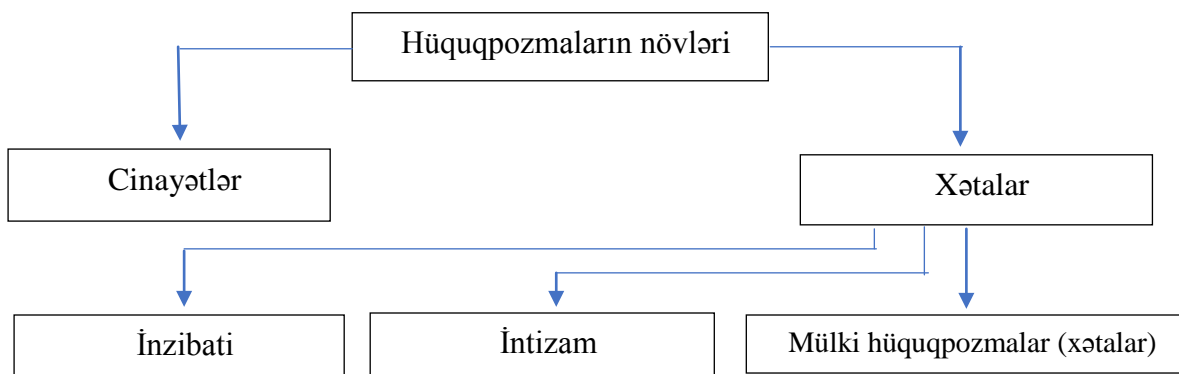 Hüquqpozmaların növləri
Cinayətlər
Xətalar
İnzibati
İntizam
Mülki hüquqpozmalar (xətalar)